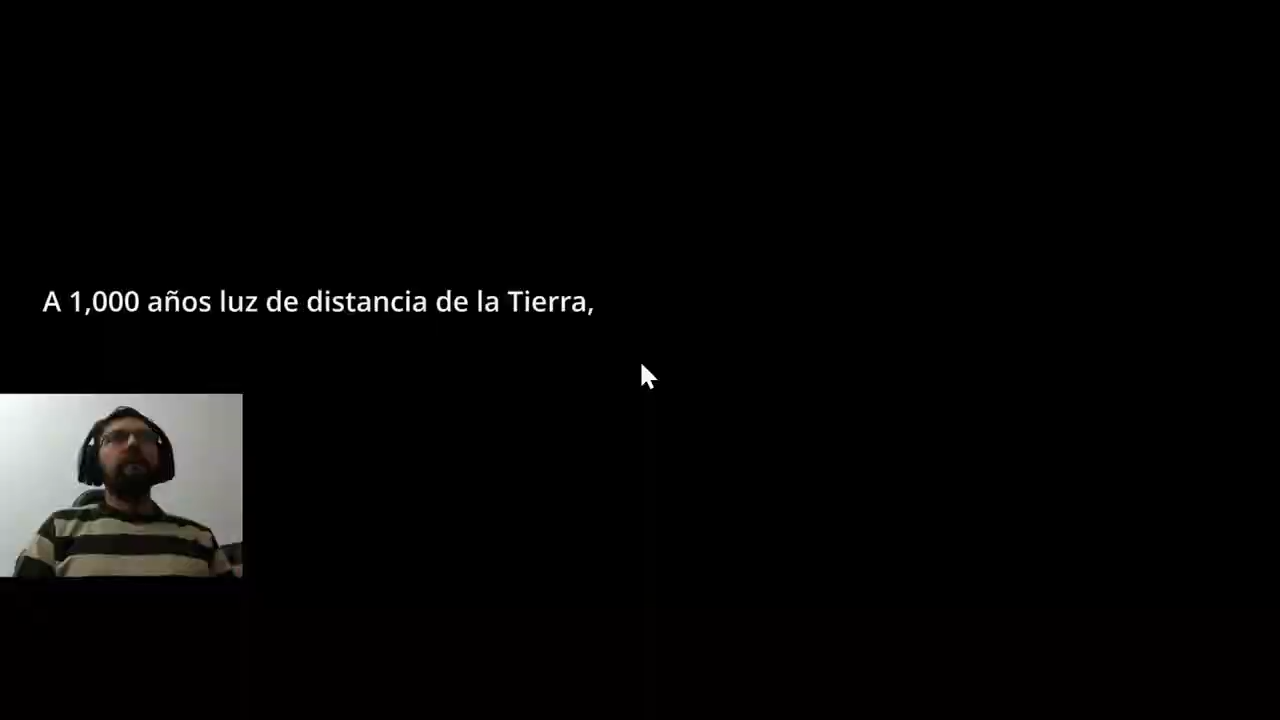 A 1,000 años luz de distancia de la Tierra,